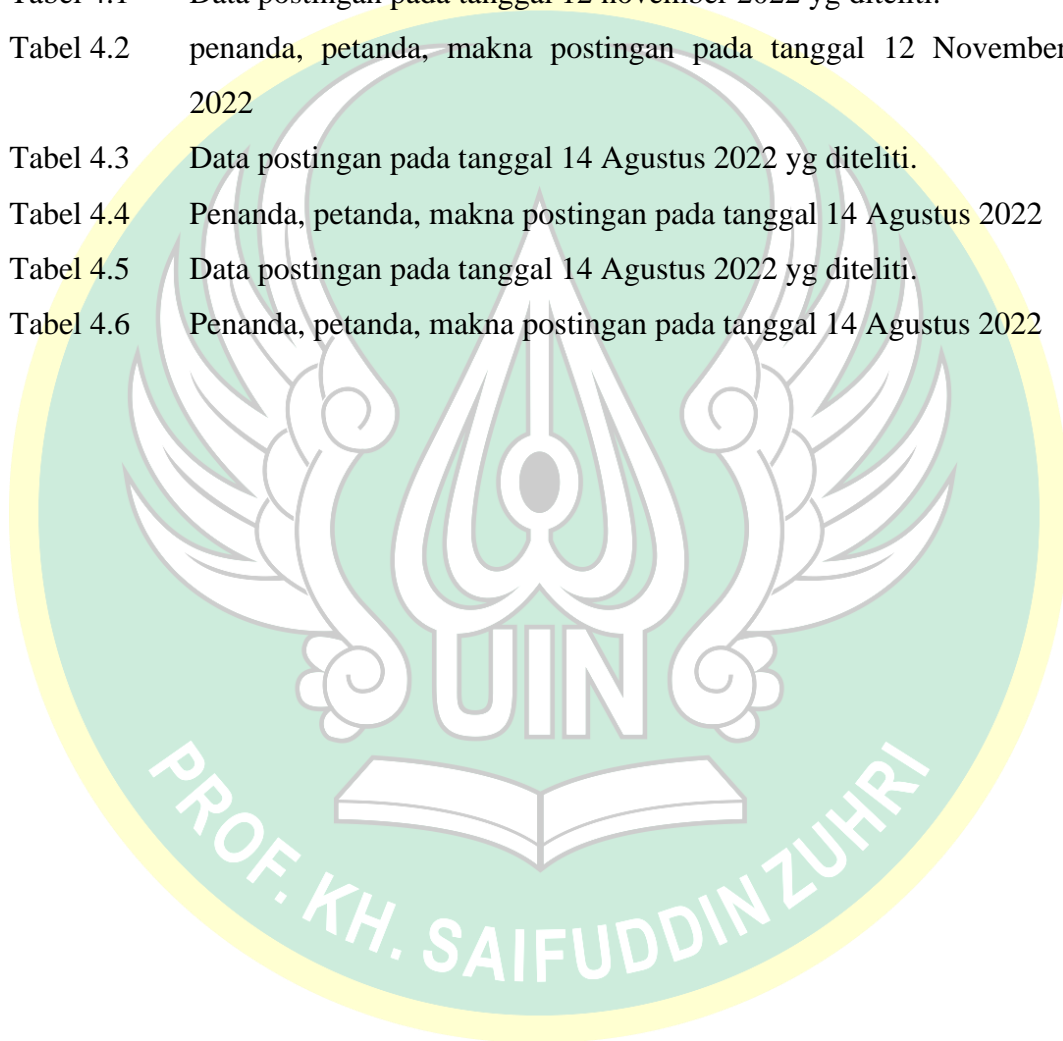 Tabel 4.1 Data postingan pada tanggal 12 november 2022 yg diteliti.
Tabel 4.2 penanda, petanda, makna postingan pada tanggal 12 November
2022
Tabel 4.3 Data postingan pada tanggal 14 Agustus 2022 yg diteliti.
Tabel 4.4 Penanda, petanda, makna postingan pada tanggal 14 Agustus 2022
Tabel 4.5 Data postingan pada tanggal 14 Agustus 2022 yg diteliti.
Tabel 4.6 Penanda, petanda, makna postingan pada tanggal 14 Agustus 2022
UIN
PROF. KH. SAIFUDDIN ZUHRI